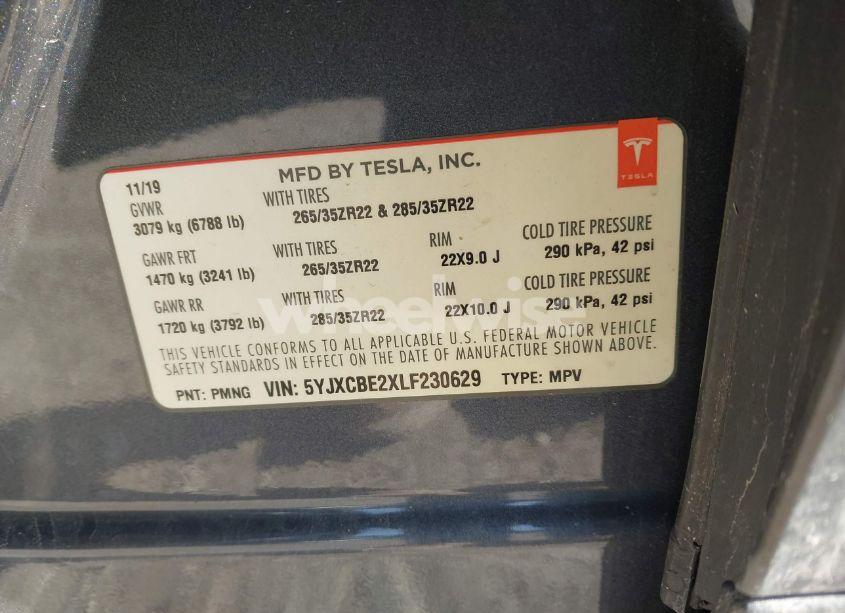 MFD BY TESLA, INC.
TESLA
11/19
GVWR
3079 kg (6788 lb)
WITH TIRES
265/35ZR22 & 285/35ZR22
GAWR FRT
1470 kg (3241 lb)
WITH TIRES
265/35ZR22
RIM
22X9.0 J
COLD TIRE PRESSURE
290 kPa, 42 psi
GAWR RR
1720 kg (3792 lb)
WITH TIRES
285/35ZR22
RIM
22X10.0 J
COLD TIRE PRESSURE
290 kPa, 42 psi
wheelwise
THIS VEHICLE CONFORMS TO ALL APPLICABLE U.S. FEDERAL MOTOR VEHICLE
SAFETY STANDARDS IN EFFECT ON THE DATE OF MANUFACTURE SHOWN ABOVE.
PNT: PMNG VIN: 5YJXCBE2XLF230629 TYPE: MPV